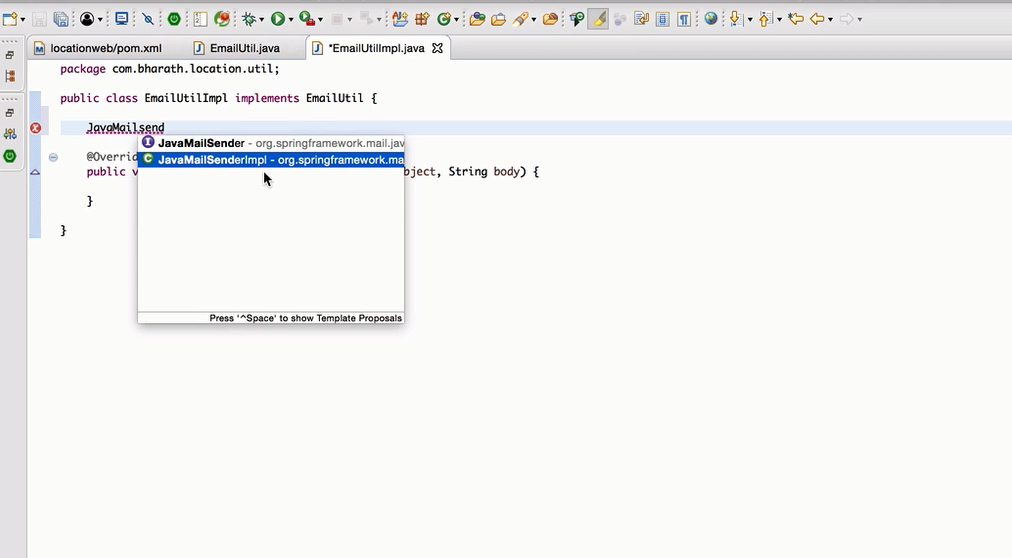 locationweb/pom.xml EmailUtil.java *EmailUtilImpl.java
package com.bharath.location.util;
public class EmailUtilImpl implements EmailUtil {
JavaMailsend
JavaMailSender - org.springframework.mail.jav
JavaMailSenderImpl - org.springframework.ma
@Overrid
public v bject, String body) {
}
}
Press '^Space' to show Template Proposals